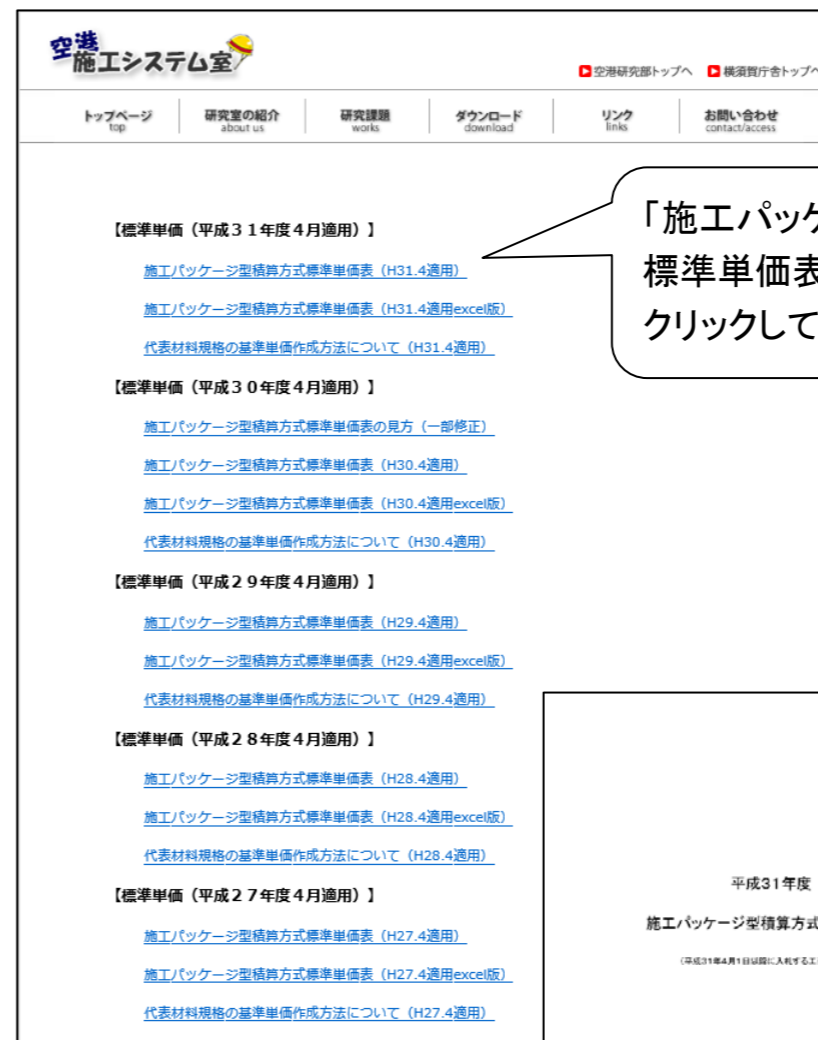 空港
施工システム室
空港研究部トップへ 横須賀庁舎トップへ
トップページ 研究室の紹介 研究課題 ダウンロード リンク お問い合わせ
top about us works download links contact/access
【標準単価（平成３１年度４月適用）】
施工パッケージ型積算方式標準単価表（H31.4適用）
施工パッケージ型積算方式標準単価表（H31.4適用excel版）
代表材料規格の基準単価作成方法について（H31.4適用）
【標準単価（平成３０年度４月適用）】
施工パッケージ型積算方式標準単価表の見方（一部修正）
施工パッケージ型積算方式標準単価表（H30.4適用）
施工パッケージ型積算方式標準単価表（H30.4適用excel版）
代表材料規格の基準単価作成方法について（H30.4適用）
【標準単価（平成２９年度４月適用）】
施工パッケージ型積算方式標準単価表（H29.4適用）
施工パッケージ型積算方式標準単価表（H29.4適用excel版）
代表材料規格の基準単価作成方法について（H29.4適用）
【標準単価（平成２８年度４月適用）】
施工パッケージ型積算方式標準単価表（H28.4適用）
施工パッケージ型積算方式標準単価表（H28.4適用excel版）
代表材料規格の基準単価作成方法について（H28.4適用）
【標準単価（平成２７年度４月適用）】
施工パッケージ型積算方式標準単価表（H27.4適用）
施工パッケージ型積算方式標準単価表（H27.4適用excel版）
代表材料規格の基準単価作成方法について（H27.4適用）
「施工パッケ
標準単価表
クリックして
平成31年度
施工パッケージ型積算方式
（平成31年4月1日以降に入札する工